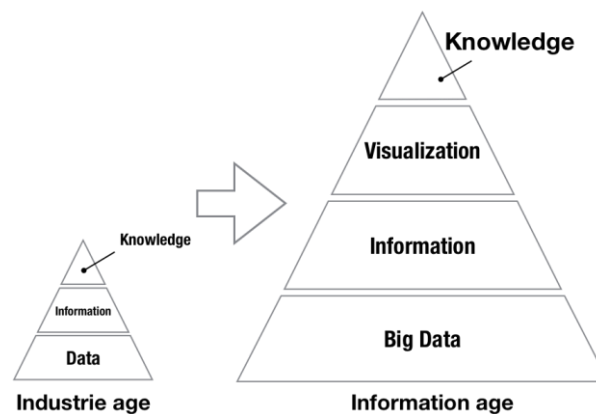 Knowledge
Information
Data
Industrie age
Knowledge
Visualization
Information
Big Data
Information age